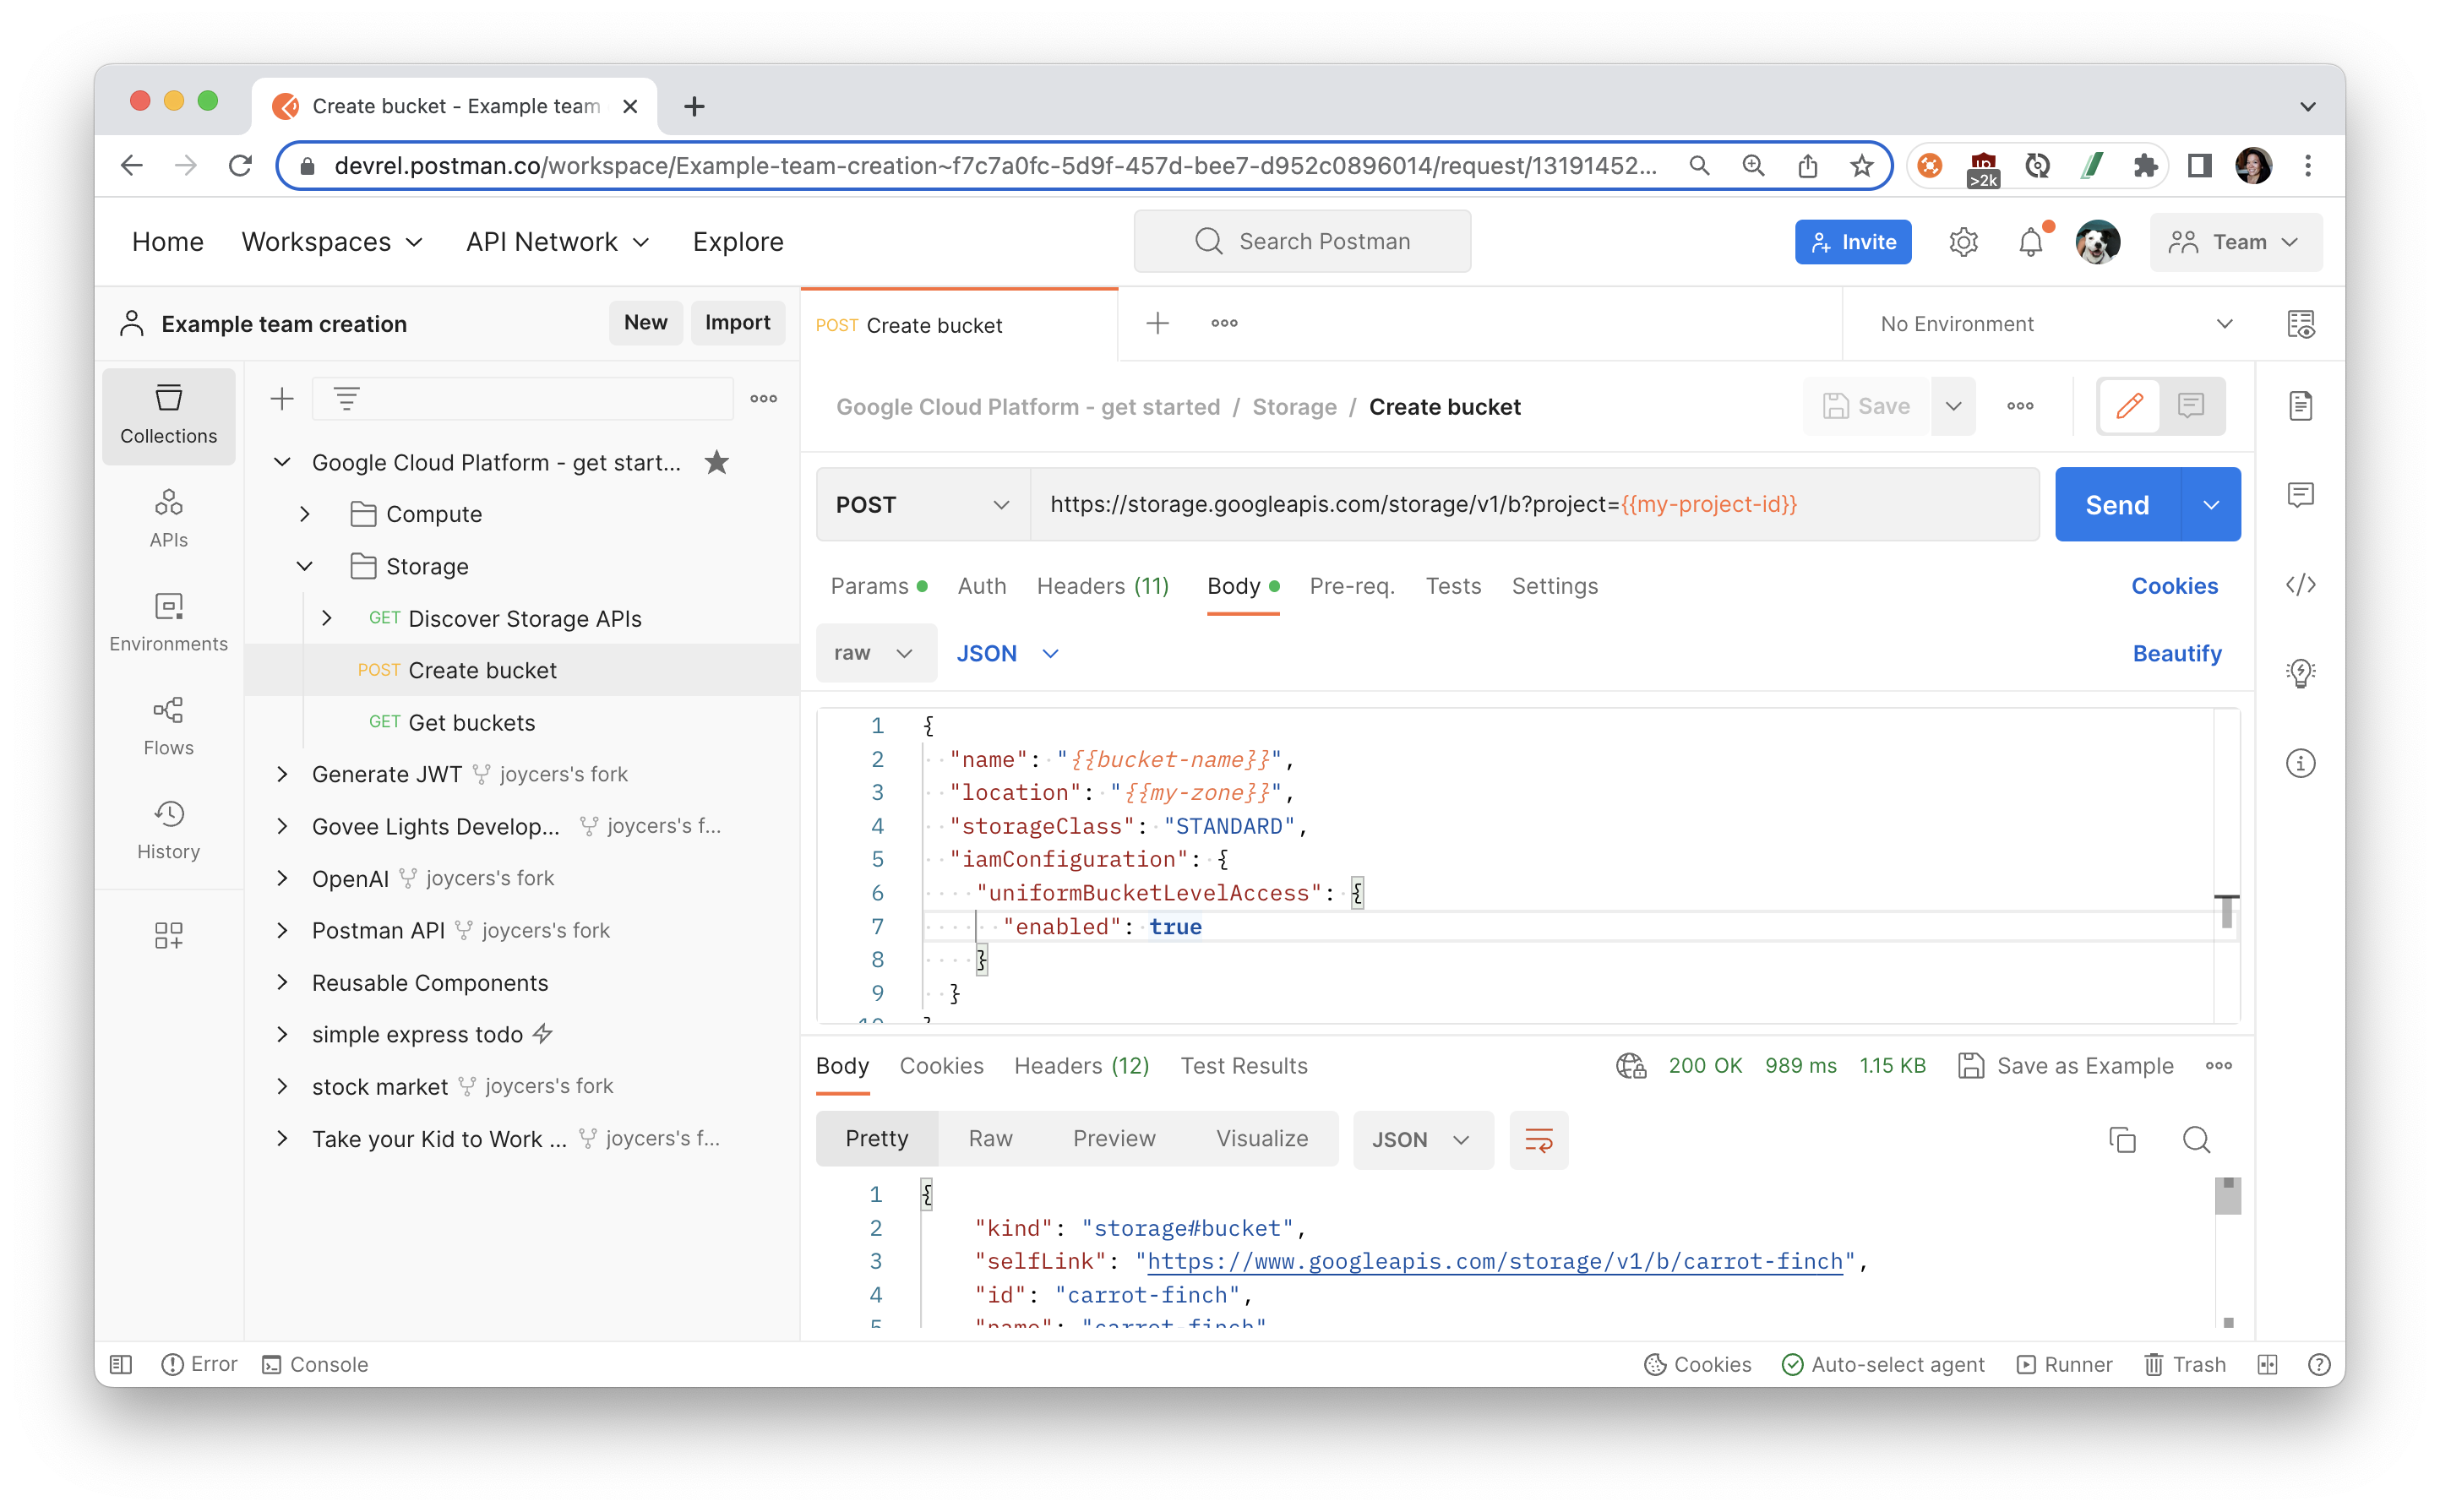 Create bucket - Example team
devrel.postman.co/workspace/Example-team-creation~f7c7a0fc-5d9f-457d-bee7-d952c0896014/request/13191452...
>2k
Home Workspaces API Network Explore
Search Postman
Invite
Team
Example team creation
New Import
POST Create bucket
No Environment
Collections
APIs
Environments
Flows
History
Google Cloud Platform - get start...
Compute
Storage
GET Discover Storage APIs
POST Create bucket
GET Get buckets
Generate JWT joycers's fork
Govee Lights Develop... joycers's f...
OpenAI joycers's fork
Postman API joycers's fork
Reusable Components
simple express todo
stock market joycers's fork
Take your Kid to Work ... joycers's f...
Google Cloud Platform - get started / Storage / Create bucket
Save
POST https://storage.googleapis.com/storage/v1/b?project={{my-project-id}}
Send
Params Auth Headers (11) Body Pre-req. Tests Settings Cookies
raw JSON Beautify
1 {
2 "name": "{{bucket-name}}",
3 "location": "{{my-zone}}",
4 "storageClass": "STANDARD",
5 "iamConfiguration": {
6 "uniformBucketLevelAccess": {
7 "enabled": true
8 }
9 }
10 }
Body Cookies Headers (12) Test Results 200 OK 989 ms 1.15 KB Save as Example
Pretty Raw Preview Visualize JSON
1 {
2 "kind": "storage#bucket",
3 "selfLink": "https://www.googleapis.com/storage/v1/b/carrot-finch",
4 "id": "carrot-finch",
5 "name": "carrot-finch"
Error Console Cookies Auto-select agent Runner Trash